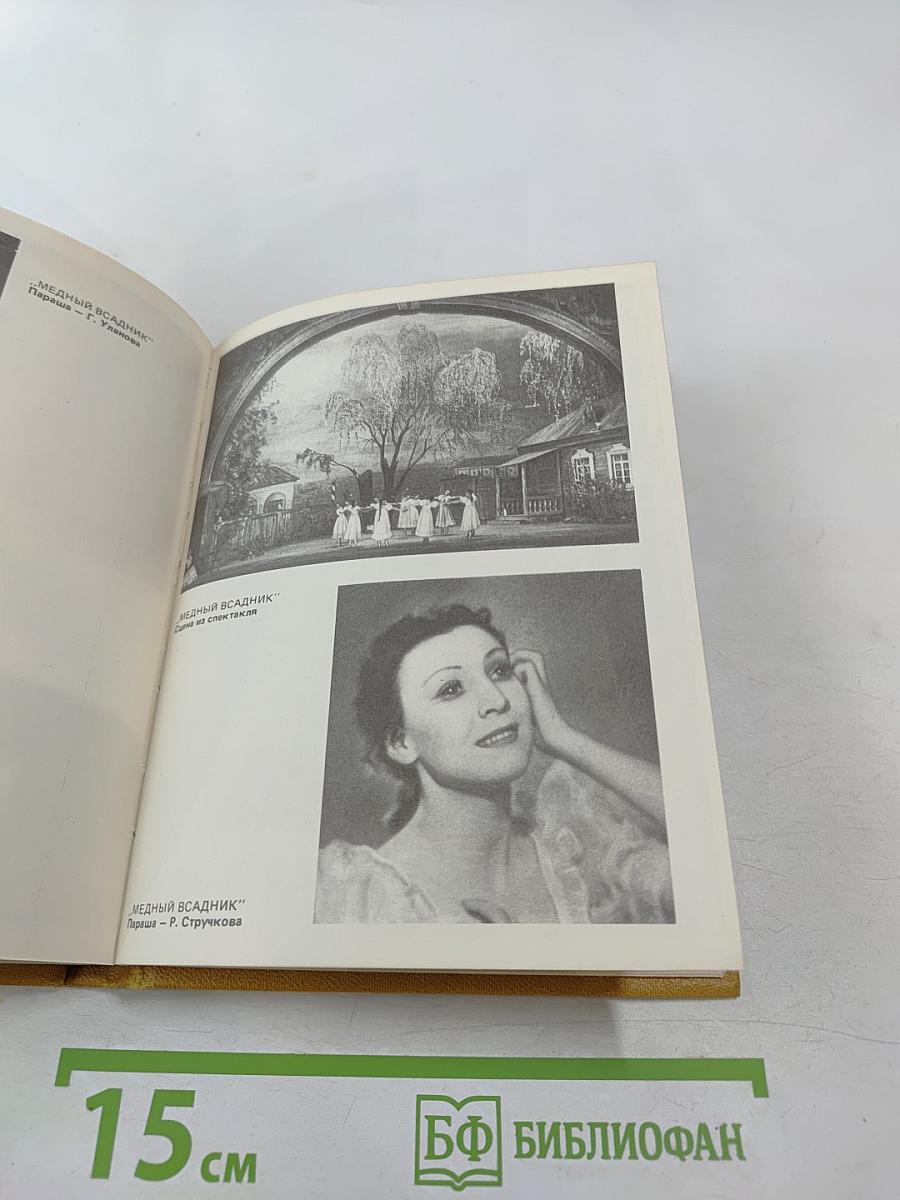 „МЕДНЫЙ ВСАДНИК"
Параша — Г. Уланова
„МЕДНЫЙ ВСАДНИК"
Сцена из спектакля
„МЕДНЫЙ ВСАДНИК"
Параша — Р. Стручкова
15 см
БФ БИБЛИОФАН